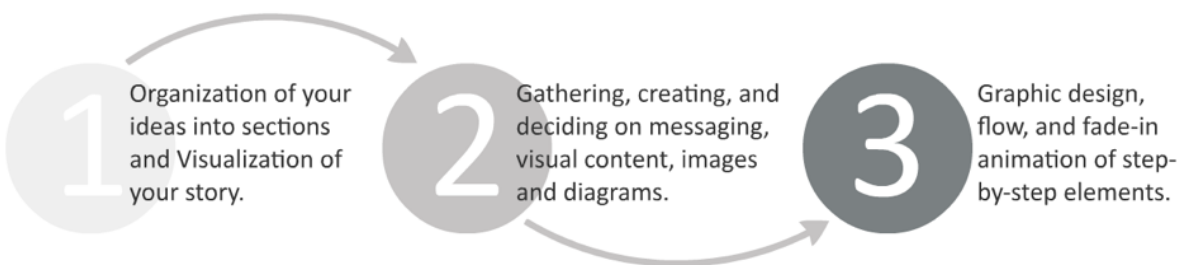 1
Organization of your
ideas into sections
and Visualization of
your story.
2
Gathering, creating, and
deciding on messaging,
visual content, images
and diagrams.
3
Graphic design,
flow, and fade-in
animation of step-
by-step elements.